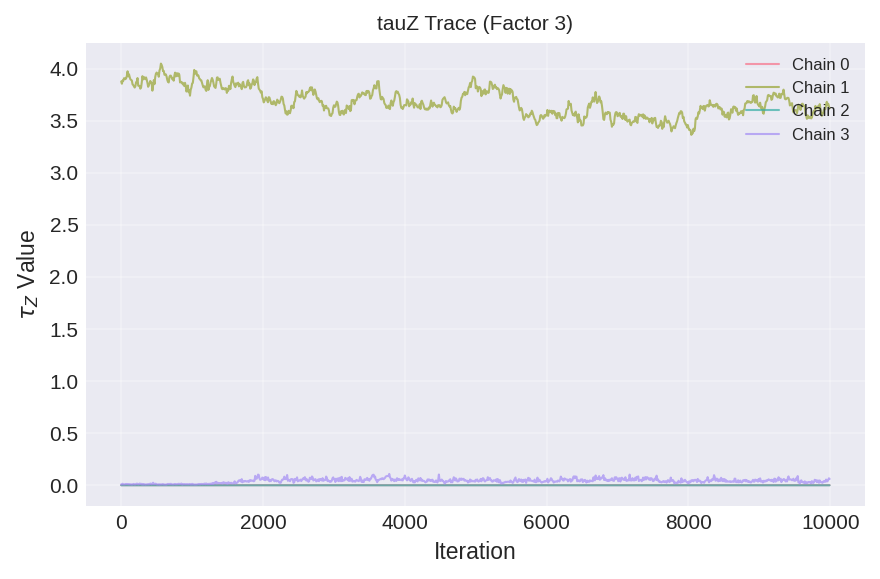 tauZ Trace (Factor 3)
4.0
3.5
3.0
2.5
2.0
1.5
1.0
0.5
0.0
τZ Value
Chain 0
Chain 1
Chain 2
Chain 3
0 2000 4000 6000 8000 10000
Iteration